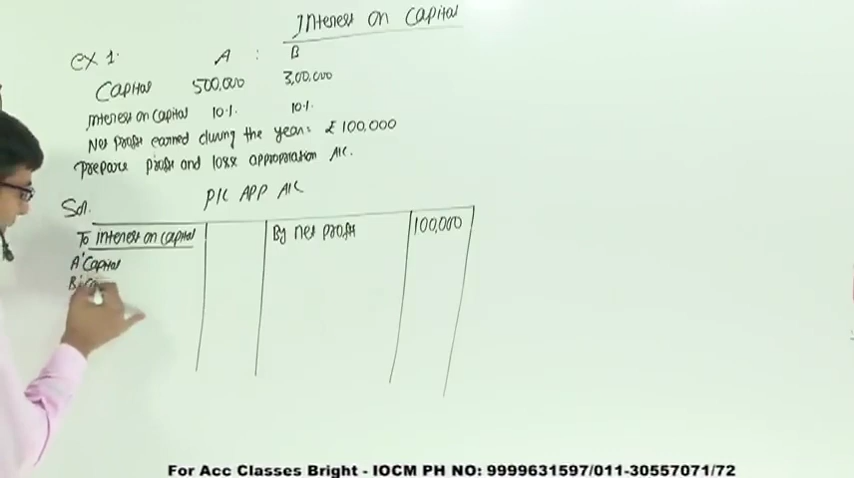 Interest on Capital
Ex 1. A : B
Capital 500,000 3,00,000
Interest on Capital 10%. 10%.
Net profit earned during the year: £ 100,000
Prepare profit and loss appropriation A/C.
Sol. P/L APP A/C
To interest on capital By net profit 100,000
A' Capital
B'
For Acc Classes Bright - IOCM PH NO: 9999631597/011-30557071/72